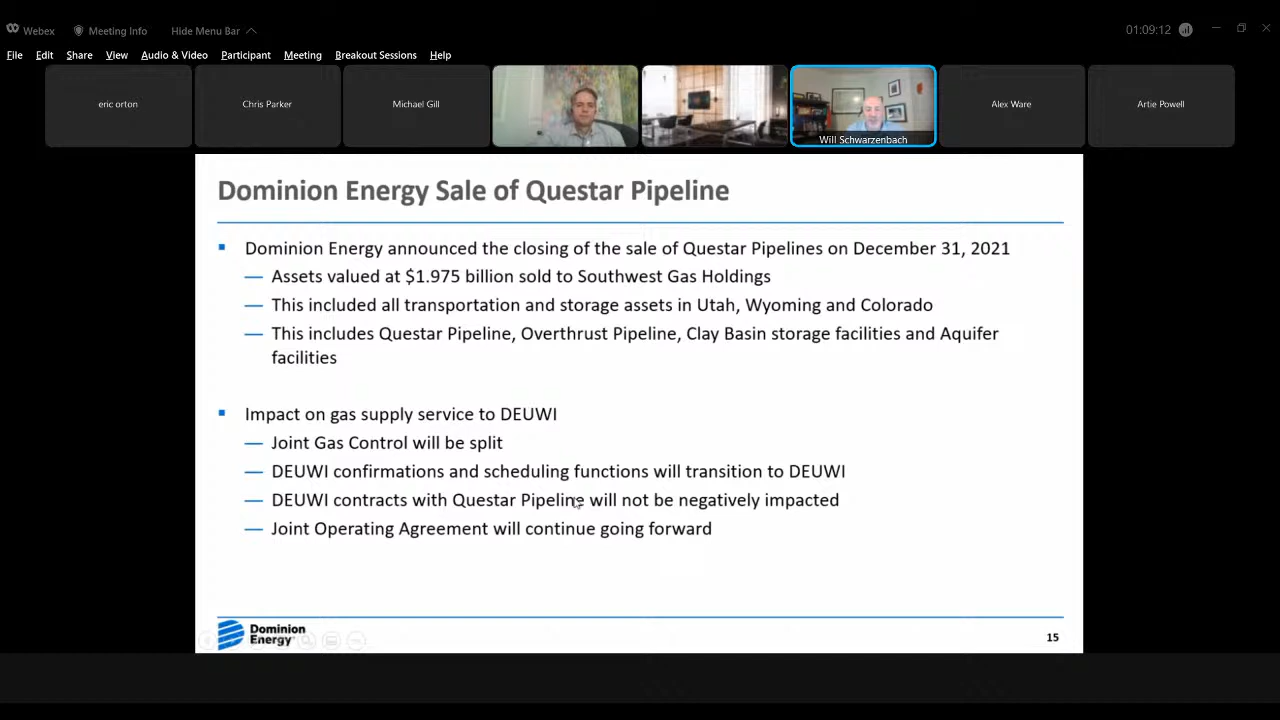 Webex
Meeting Info
Hide Menu Bar
01:09:12
File Edit Share View Audio & Video Participant Meeting Breakout Sessions Help
eric orton
Chris Parker
Michael Gill
Will Schwarzenbach
Alex Ware
Artie Powell
Dominion Energy Sale of Questar Pipeline
▪ Dominion Energy announced the closing of the sale of Questar Pipelines on December 31, 2021
— Assets valued at $1.975 billion sold to Southwest Gas Holdings
— This included all transportation and storage assets in Utah, Wyoming and Colorado
— This includes Questar Pipeline, Overthrust Pipeline, Clay Basin storage facilities and Aquifer
facilities
▪ Impact on gas supply service to DEUWI
— Joint Gas Control will be split
— DEUWI confirmations and scheduling functions will transition to DEUWI
— DEUWI contracts with Questar Pipeline will not be negatively impacted
— Joint Operating Agreement will continue going forward
Dominion
Energy
15